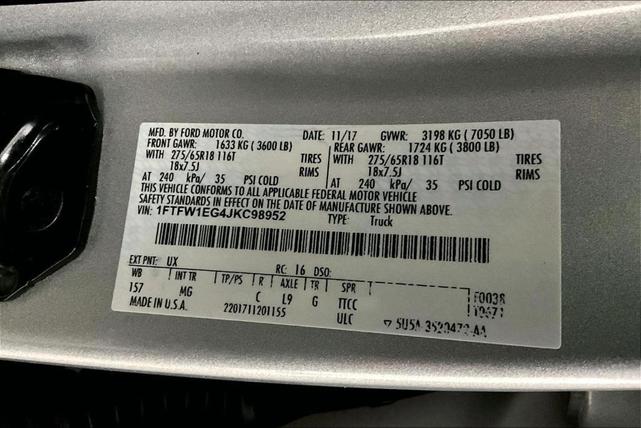 MFD. BY FORD MOTOR CO. DATE: 11/17 GVWR: 3198 KG ( 7050 LB)
FRONT GAWR: 1633 KG ( 3600 LB) REAR GAWR: 1724 KG ( 3800 LB)
WITH 275/65R18 116T TIRES WITH 275/65R18 116T TIRES
18x7.5J RIMS 18x7.5J RIMS
AT 240 kPa/ 35 PSI COLD AT 240 kPa/ 35 PSI COLD
THIS VEHICLE CONFORMS TO ALL APPLICABLE FEDERAL MOTOR VEHICLE
SAFETY STANDARDS IN EFFECT ON THE DATE OF MANUFACTURE SHOWN ABOVE.
VIN: 1FTFW1EG4JKC98952 TYPE: Truck
EXT PNT: UX RC: 16 DSO:
WB INT TR TP/PS R AXLE TR SPR
157 MG C L9 G TTCC F0038
MADE IN U.S.A. 2201711201155 ULC